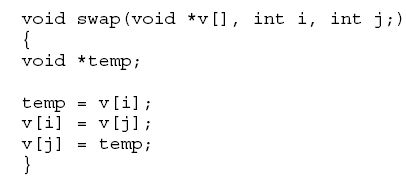 void swap(void *v[], int i, int j;)
{
void *temp;
temp = v[i];
v[i] = v[j];
v[j] = temp;
}